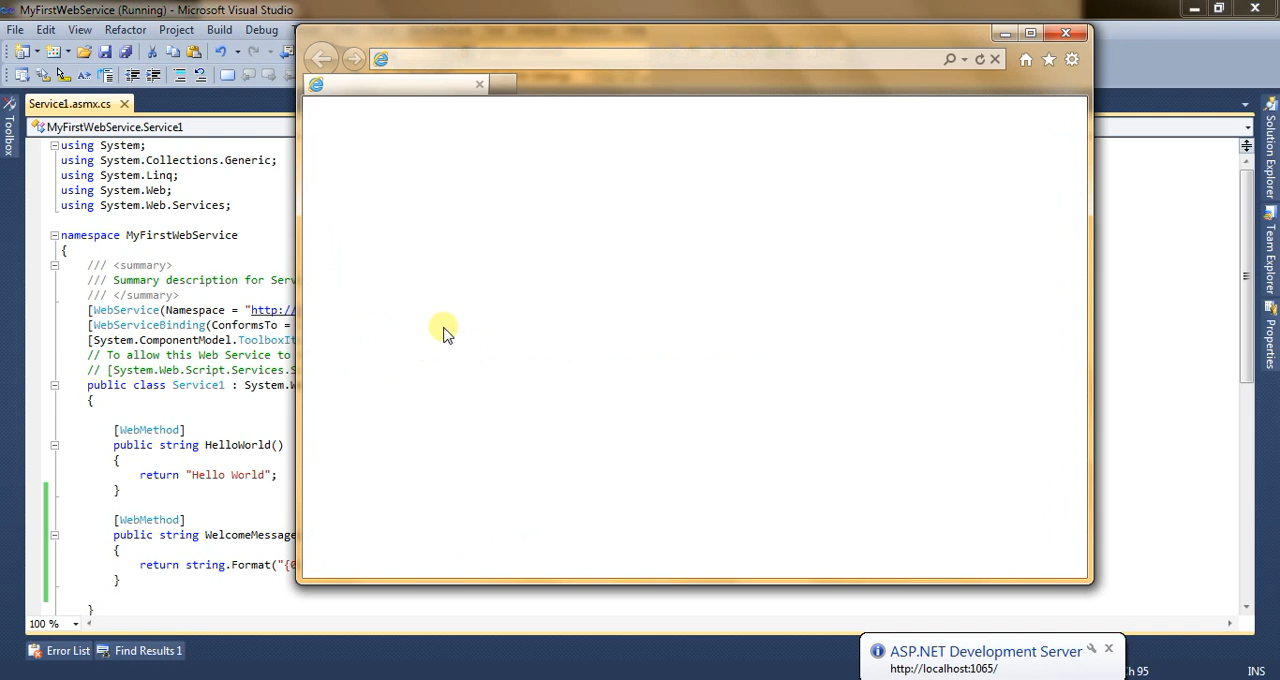 MyFirstWebService (Running) - Microsoft Visual Studio
File Edit View Refactor Project Build Debug
Service1.asmx.cs
MyFirstWebService.Service1
using System;
using System.Collections.Generic;
using System.Linq;
using System.Web;
using System.Web.Services;
namespace MyFirstWebService
{
/// <summary>
/// Summary description for Serv
/// </summary>
[WebService(Namespace = "http://
[WebServiceBinding(ConformsTo =
[System.ComponentModel.ToolboxIt
// To allow this Web Service to
// [System.Web.Script.Services.S
public class Service1 : System.W
{
[WebMethod]
public string HelloWorld()
{
return "Hello World";
}
[WebMethod]
public string WelcomeMessage
{
return string.Format("{0
}
}
100 %
Error List Find Results 1
Toolbox
Solution Explorer
Team Explorer
Properties
ASP.NET Development Server
http://localhost:1065/
Ch 95
INS